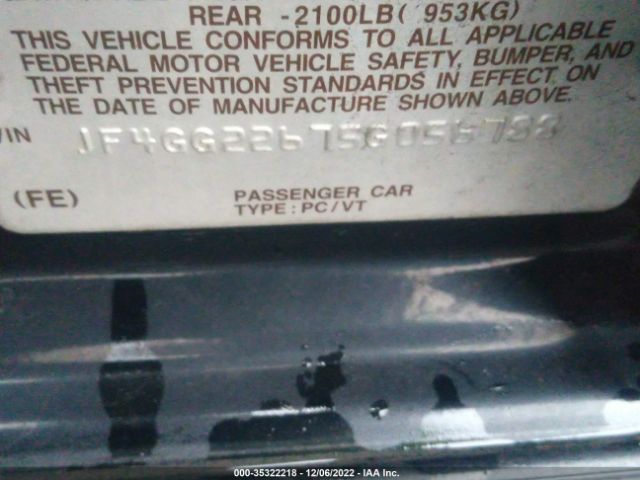 REAR -2100LB( 953KG)
THIS VEHICLE CONFORMS TO ALL APPLICABLE
FEDERAL MOTOR VEHICLE SAFETY, BUMPER, AND
THEFT PREVENTION STANDARDS IN EFFECT ON
THE DATE OF MANUFACTURE SHOWN ABOVE.
VIN JF4GG22675G056788
(FE) PASSENGER CAR
TYPE : PC/VT
000-35322218 - 12/06/2022 - IAA Inc.